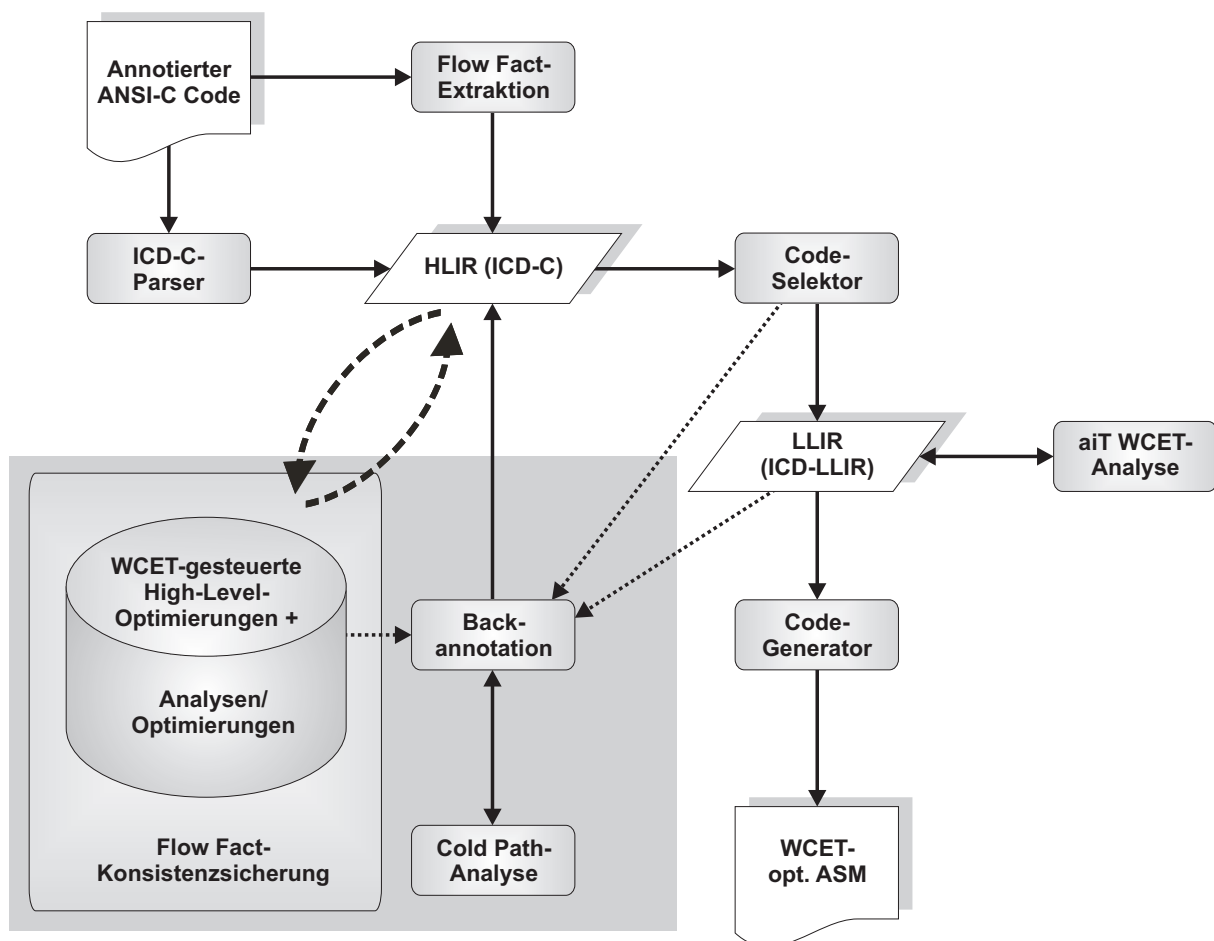 Annotierter
ANSI-C Code
Flow Fact-
Extraktion
ICD-C-
Parser
HLIR (ICD-C)
Code-
Selektor
LLIR
(ICD-LLIR)
aiT WCET-
Analyse
WCET-gesteuerte
High-Level-
Optimierungen +
Analysen/
Optimierungen
Back-
annotation
Code-
Generator
Flow Fact-
Konsistenzsicherung
Cold Path-
Analyse
WCET-
opt. ASM